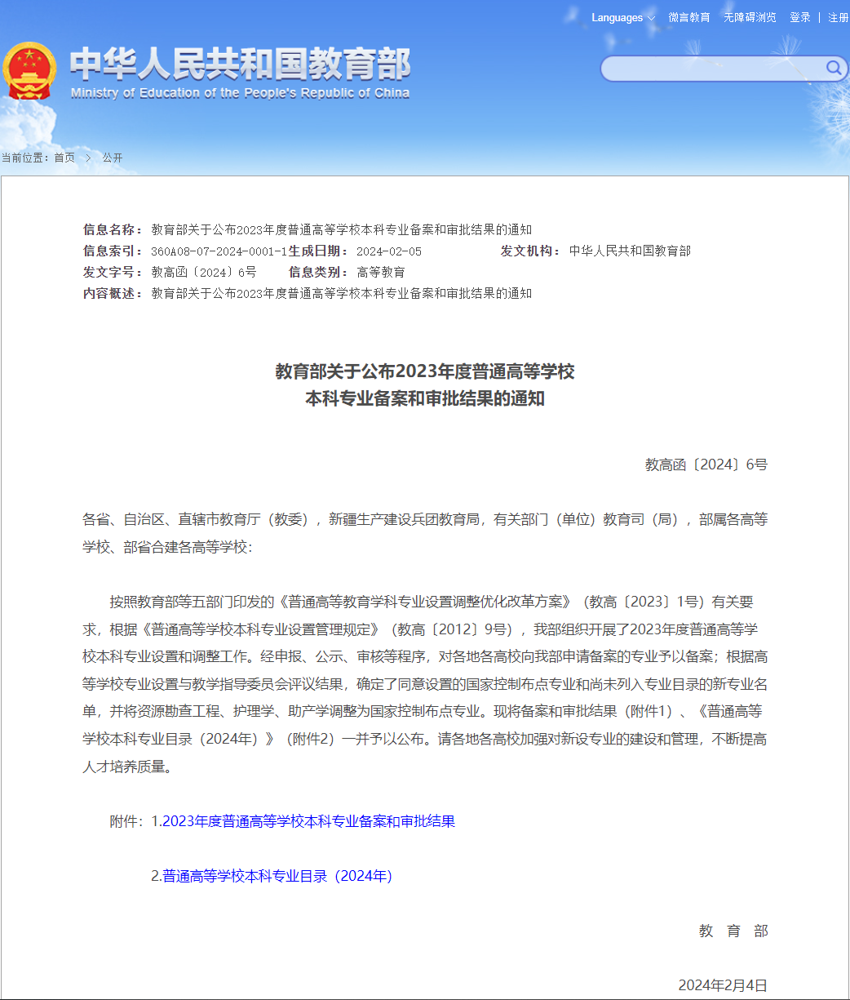 Languages 微言教育 无障碍浏览 登录 | 注册
中华人民共和国教育部
Ministry of Education of the People's Republic of China
当前位置：首页 > 公开
信息名称： 教育部关于公布2023年度普通高等学校本科专业备案和审批结果的通知
信息索引： 360A08-07-2024-0001-1 生成日期： 2024-02-05 发文机构： 中华人民共和国教育部
发文字号： 教高函〔2024〕6号 信息类别： 高等教育
内容概述： 教育部关于公布2023年度普通高等学校本科专业备案和审批结果的通知
教育部关于公布2023年度普通高等学校
本科专业备案和审批结果的通知
教高函〔2024〕6号
各省、自治区、直辖市教育厅（教委），新疆生产建设兵团教育局，有关部门（单位）教育司（局），部属各高等
学校、部省合建各高等学校：
按照教育部等五部门印发的《普通高等教育学科专业设置调整优化改革方案》（教高〔2023〕1号）有关要
求，根据《普通高等学校本科专业设置管理规定》（教高〔2012〕9号），我部组织开展了2023年度普通高等学
校本科专业设置和调整工作。经申报、公示、审核等程序，对各地各高校向我部申请备案的专业予以备案；根据高
等学校专业设置与教学指导委员会评议结果，确定了同意设置的国家控制布点专业和尚未列入专业目录的新专业名
单，并将资源勘查工程、护理学、助产学调整为国家控制布点专业。现将备案和审批结果（附件1）、《普通高等
学校本科专业目录（2024年）》（附件2）一并予以公布。请各地各高校加强对新设专业的建设和管理，不断提高
人才培养质量。
附件：1.2023年度普通高等学校本科专业备案和审批结果
2.普通高等学校本科专业目录（2024年）
教 育 部
2024年2月4日